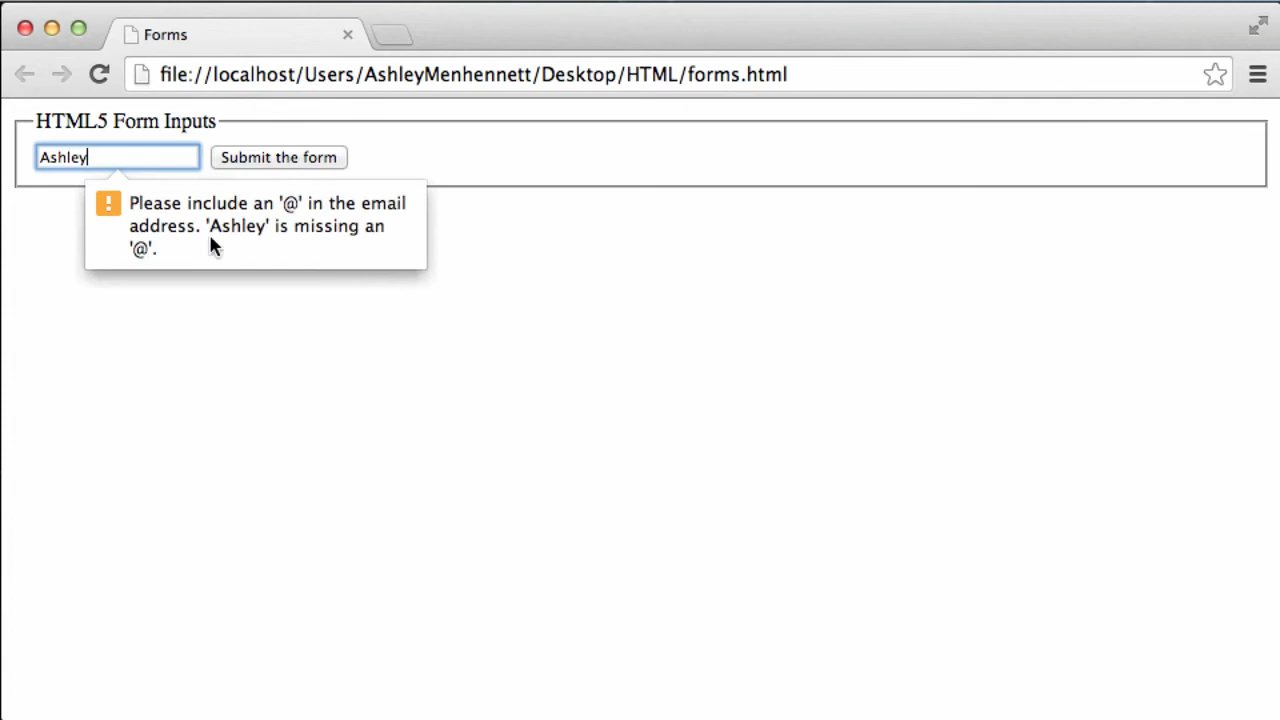 Forms
file://localhost/Users/AshleyMenhennett/Desktop/HTML/forms.html
HTML5 Form Inputs
Ashley
Submit the form
Please include an '@' in the email
address. 'Ashley' is missing an
'@'.